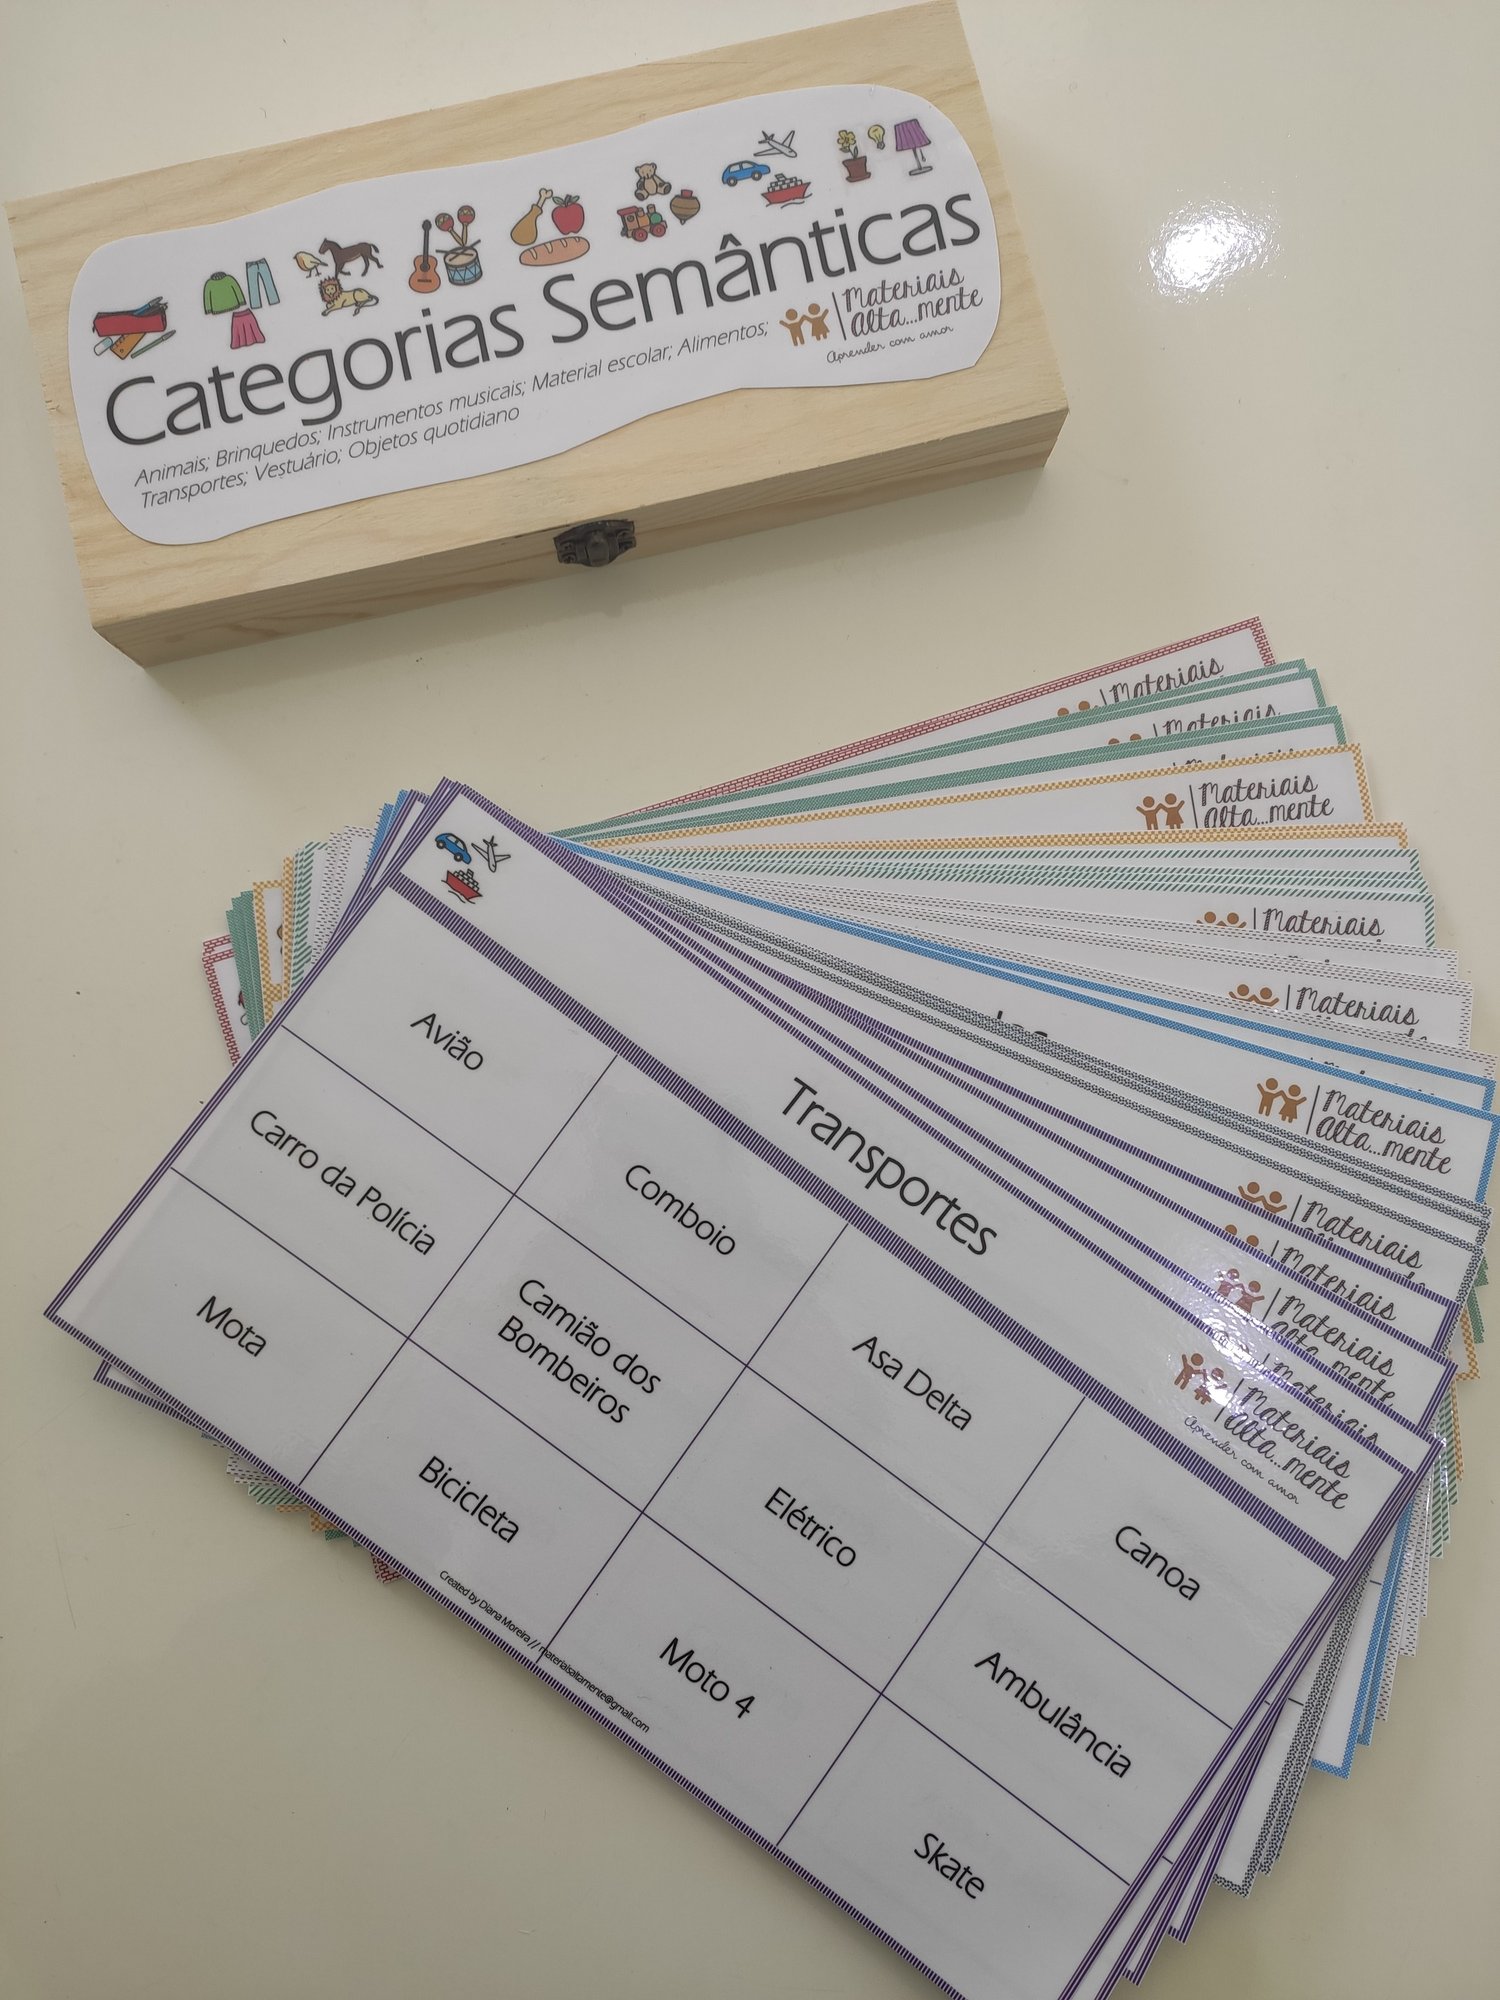 Categorias Semânticas
Animais; Brinquedos; Instrumentos musicais; Material escolar; Alimentos;
Transportes; Vestuário; Objetos quotidiano
Materiais
alta...mente
Aprender com amor
Materiais
Materiais
Materiais
alta...mente
Materiais
Materiais
Materiais
alta...mente
Materiais
Materiais
Materiais
alta...mente
Materiais
Materiais
alta...mente
Aprender com amor
Transportes
Avião
Comboio
Asa Delta
Canoa
Carro da Polícia
Camião dos
Bombeiros
Elétrico
Ambulância
Mota
Bicicleta
Moto 4
Skate
Created by Diana Moreira // materiaisaltamente@gmail.com